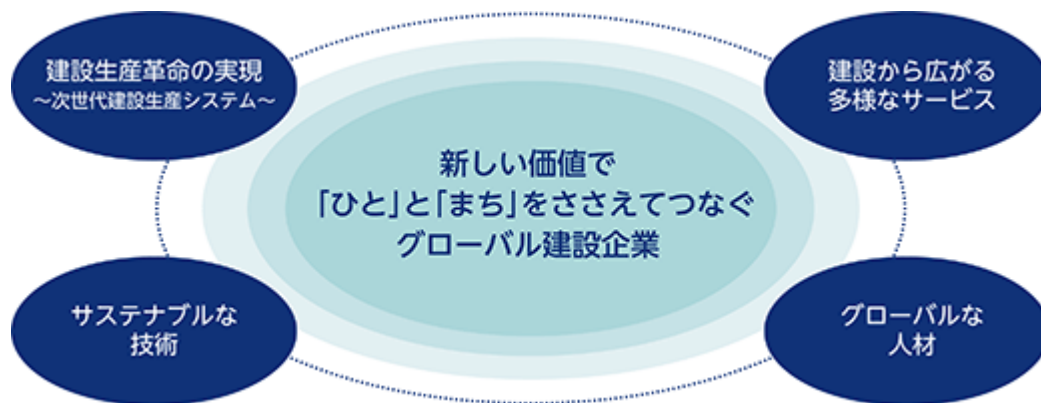 建設生産革命の実現
～次世代建設生産システム～
建設から広がる
多様なサービス
新しい価値で
「ひと」と「まち」をささえてつなぐ
グローバル建設企業
サステナブルな
技術
グローバルな
人材